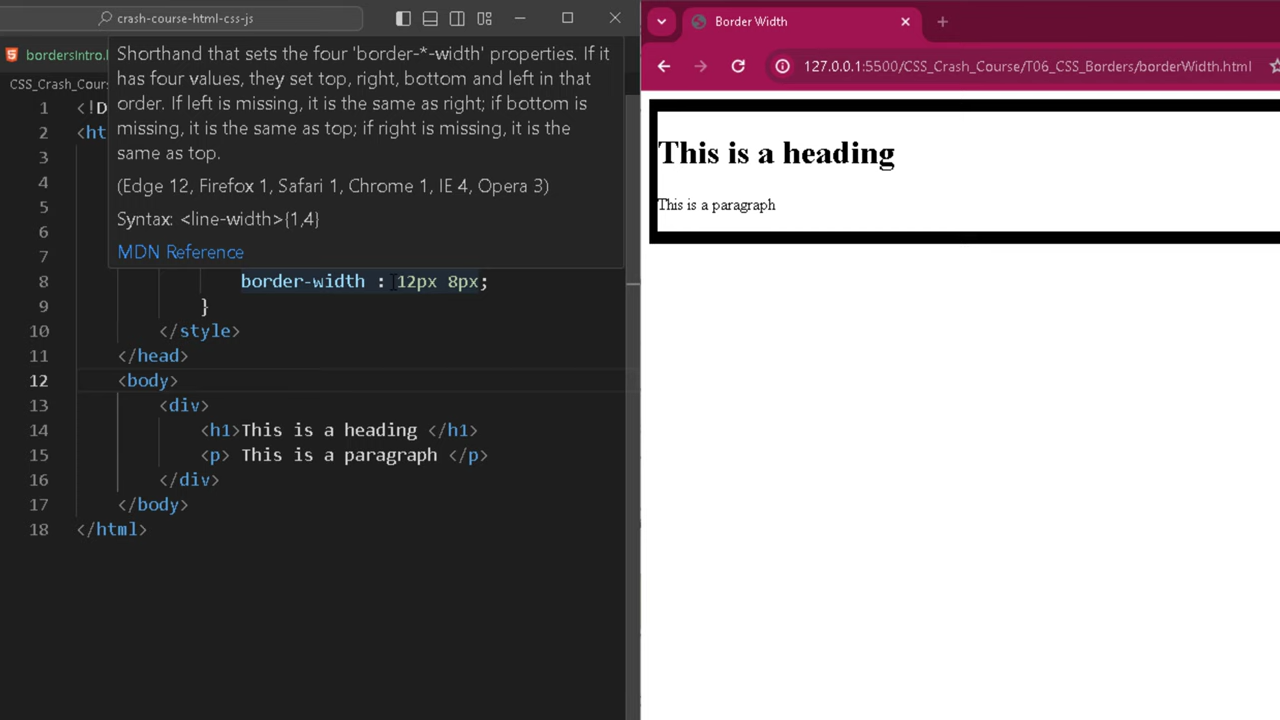 crash-course-html-css-js
Border Width
bordersIntro.
127.0.0.1:5500/CSS_Crash_Course/T06_CSS_Borders/borderWidth.html
CSS_Crash_Cour
Shorthand that sets the four 'border-*-width' properties. If it
has four values, they set top, right, bottom and left in that
order. If left is missing, it is the same as right; if bottom is
missing, it is the same as top; if right is missing, it is the
same as top.
(Edge 12, Firefox 1, Safari 1, Chrome 1, IE 4, Opera 3)
Syntax: <line-width>{1,4}
MDN Reference
1 <!D
2 <ht
3
4
5
6
7
8 border-width : 12px 8px;
9 }
10 </style>
11 </head>
12 <body>
13 <div>
14 <h1>This is a heading </h1>
15 <p> This is a paragraph </p>
16 </div>
17 </body>
18 </html>
This is a heading
This is a paragraph